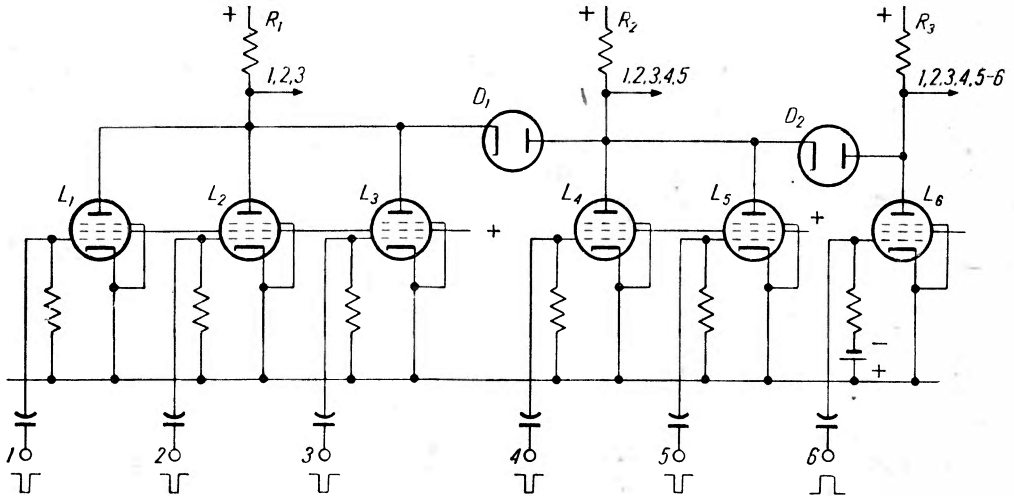 + R₁
+ R₂
+ R₃
1,2,3
1,2,3,4,5
1,2,3,4,5-6
D₁
D₂
L₁
L₂
L₃
L₄
L₅
L₆
+
+
−
+
1
2
3
4
5
6